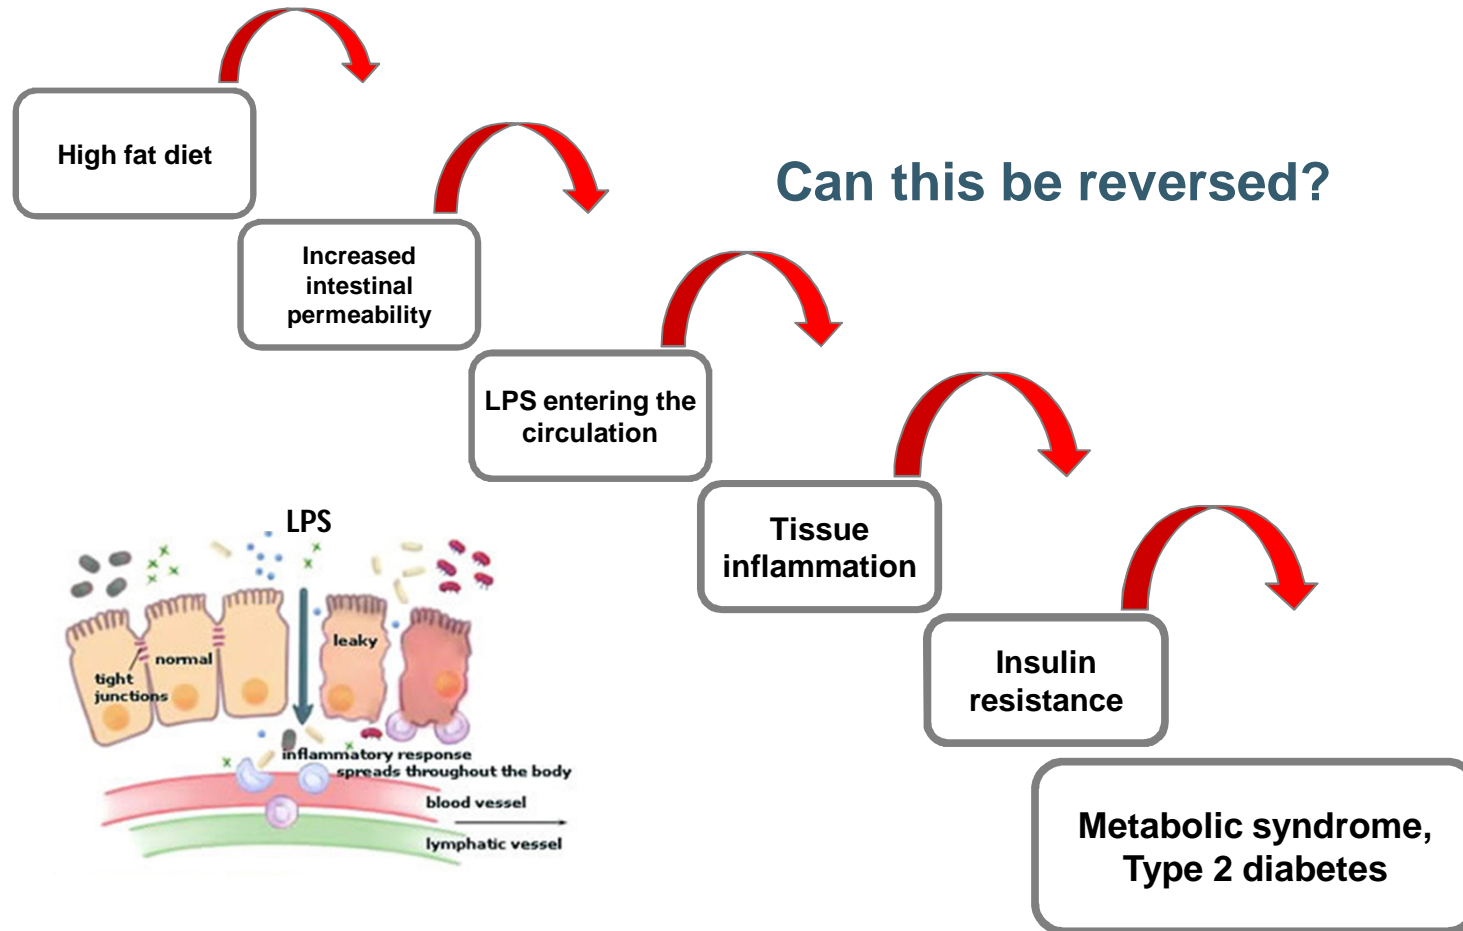 High fat diet
Can this be reversed?
Increased
intestinal
permeability
LPS entering the
circulation
Tissue
inflammation
Insulin
resistance
Metabolic syndrome,
Type 2 diabetes
LPS
leaky
normal
tight
junctions
inflammatory response
spreads throughout the body
blood vessel
lymphatic vessel